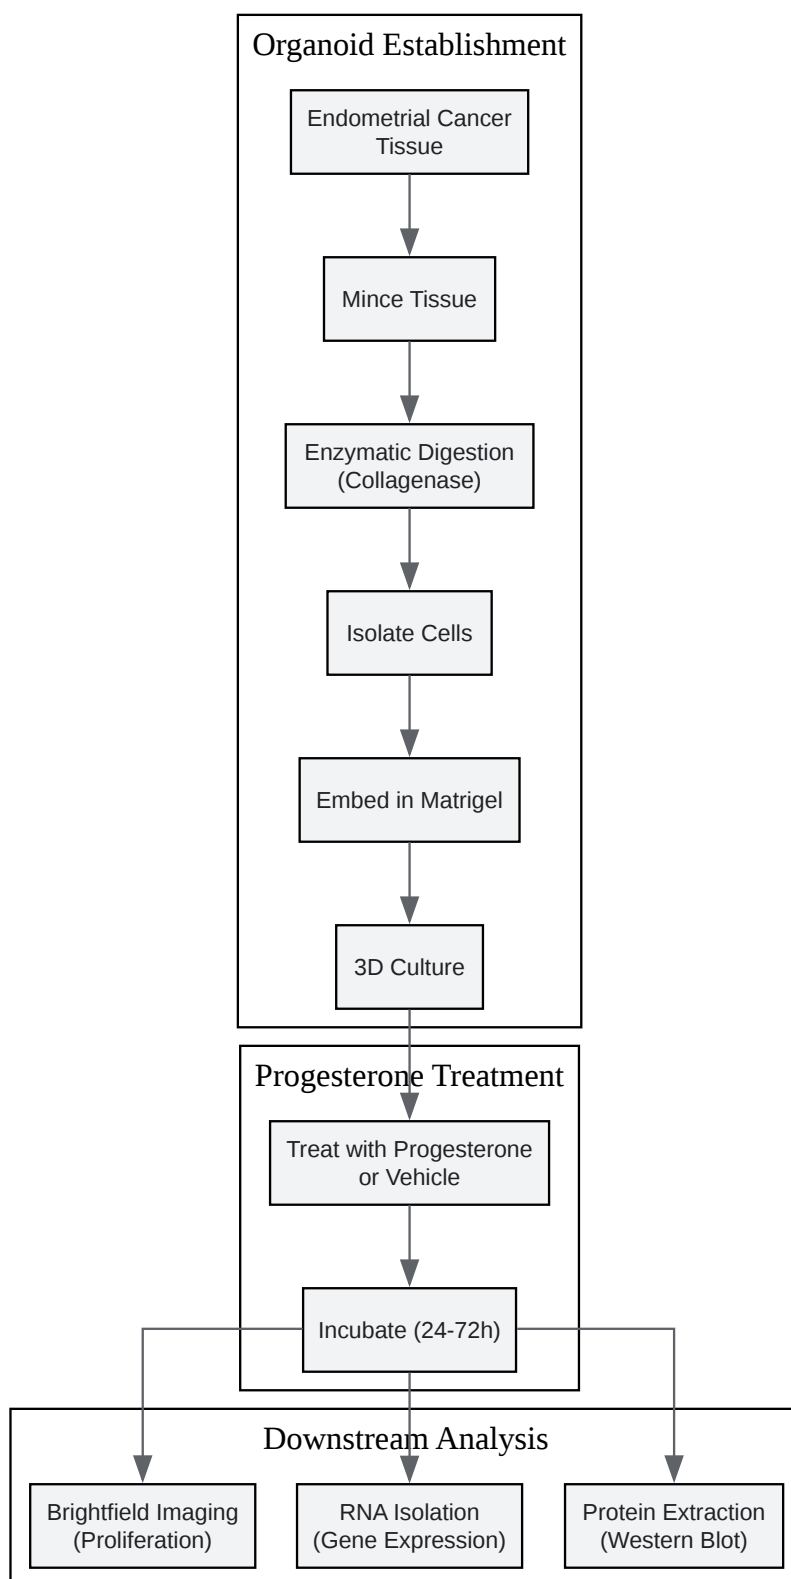 Organoid Establishment
Endometrial Cancer
Tissue
Mince Tissue
Enzymatic Digestion
(Collagenase)
Isolate Cells
Embed in Matrigel
3D Culture
Progesterone Treatment
Treat with Progesterone
or Vehicle
Incubate (24-72h)
Downstream Analysis
Brightfield Imaging
(Proliferation)
RNA Isolation
(Gene Expression)
Protein Extraction
(Western Blot)